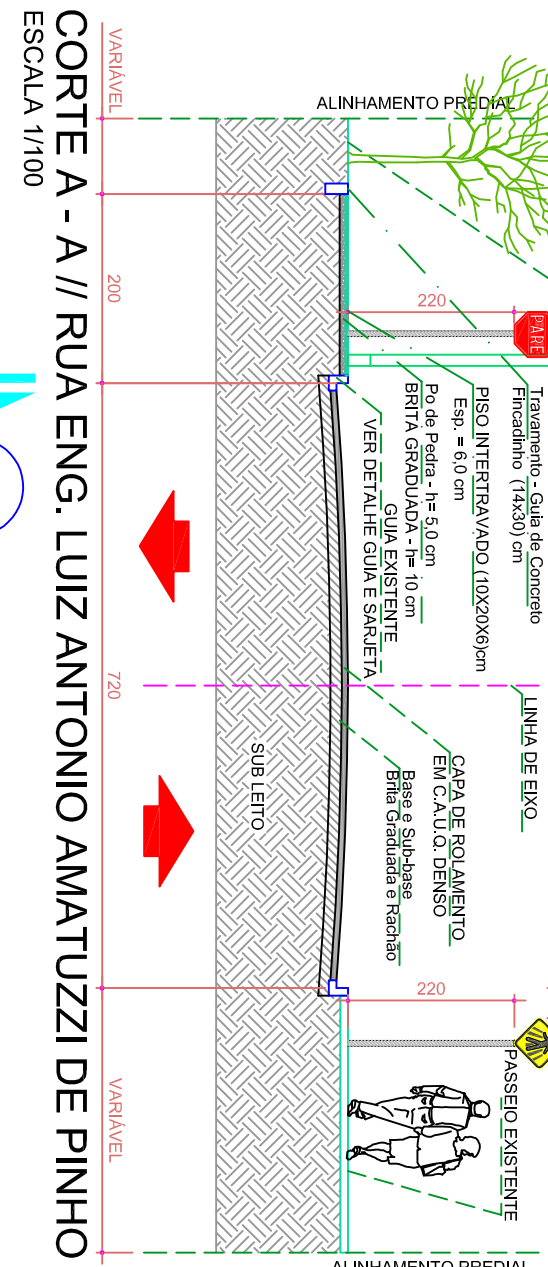 ALINHAMENTO PREDIAL
PARE
220
Travamento - Guia de Concreto
Fincadinho (14x30) cm
PISO INTERTRAVADO (10X20X6)cm
Esp. = 6,0 cm
Po de Pedra - h= 5,0 cm
BRITA GRADUADA - h= 10 cm
GUIA EXISTENTE
VER DETALHE GUIA E SARJETA
LINHA DE EIXO
CAPA DE ROLAMENTO
EM C.A.U.Q. DENSO
Base e Sub-base
Brita Graduada e Rachão
SUB LEITO
220
PASSEIO EXISTENTE
ALINHAMENTO PREDIAL
VARIÁVEL
200
720
VARIÁVEL
CORTE A - A // RUA ENG. LUIZ ANTONIO AMATUZZI DE PINHO
ESCALA 1/100